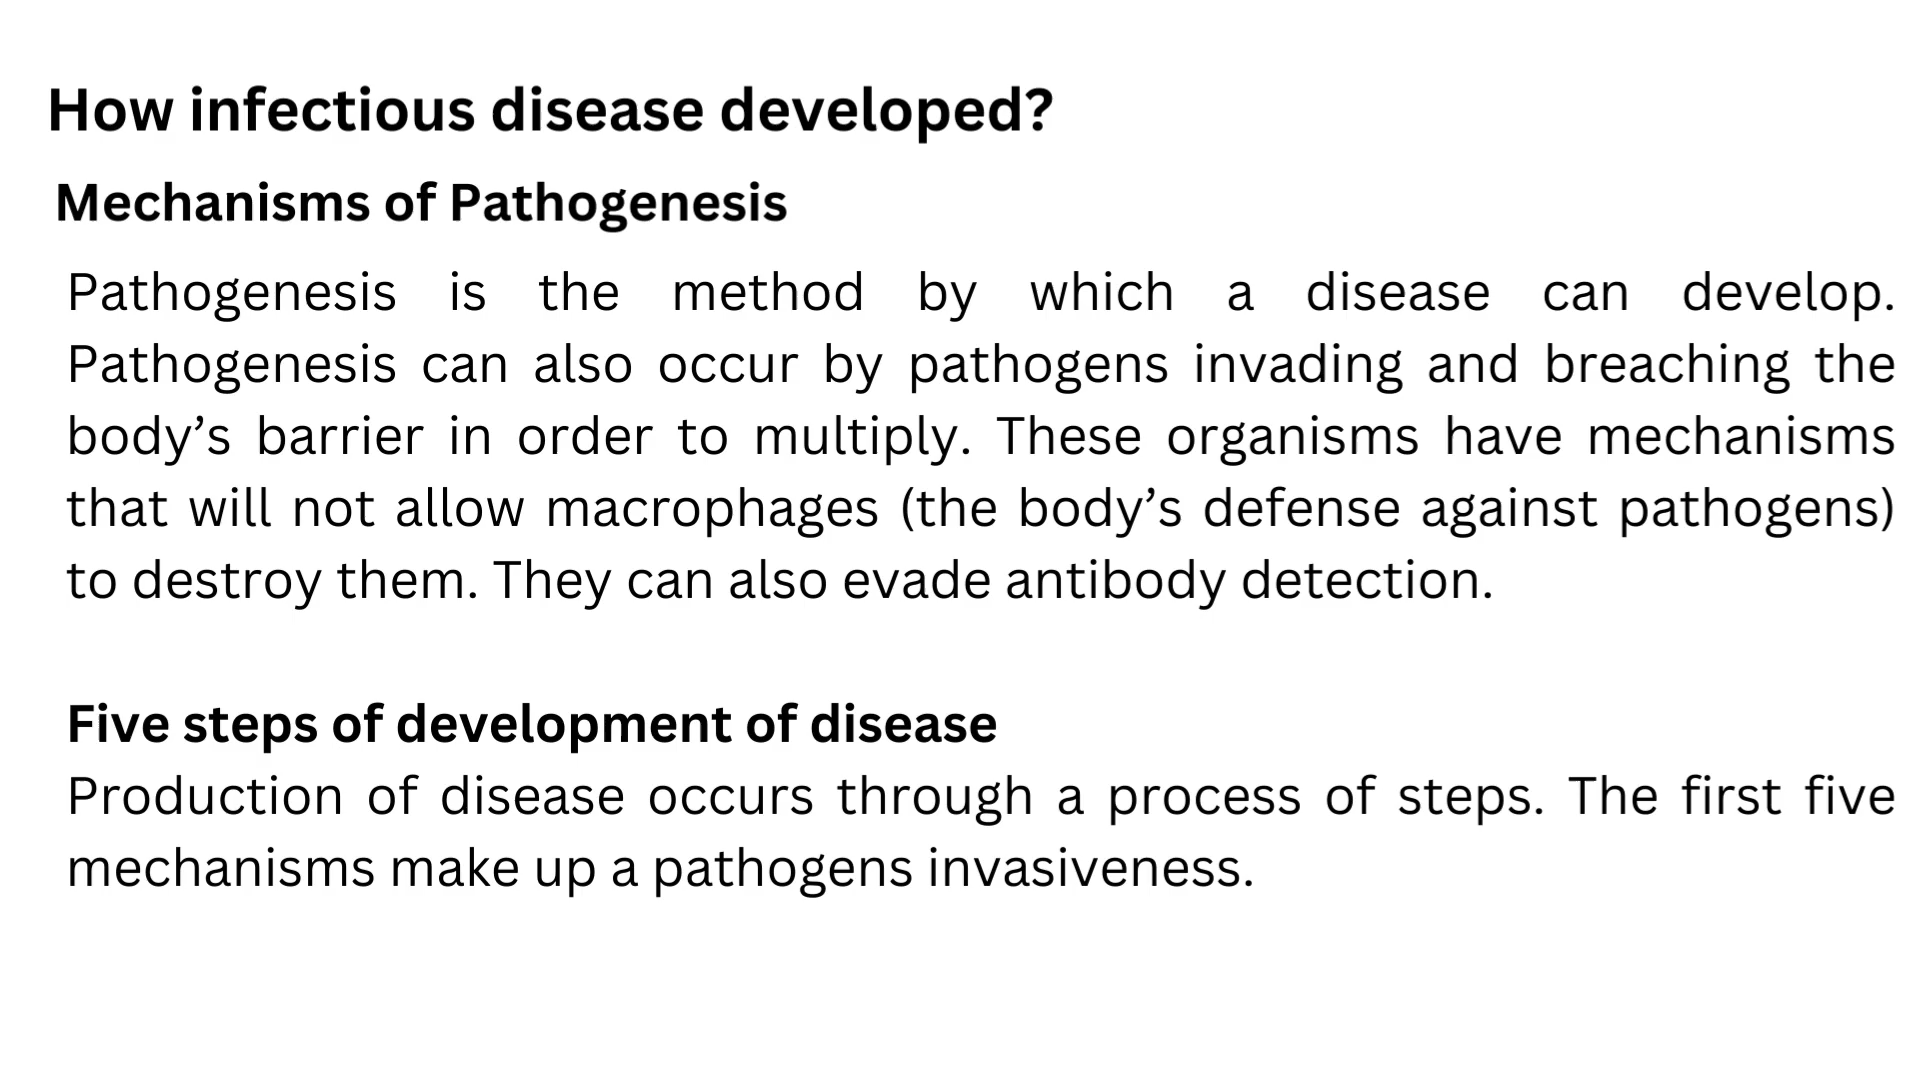 How infectious disease developed?
Mechanisms of Pathogenesis
Pathogenesis is the method by which a disease can develop.
Pathogenesis can also occur by pathogens invading and breaching the
body’s barrier in order to multiply. These organisms have mechanisms
that will not allow macrophages (the body’s defense against pathogens)
to destroy them. They can also evade antibody detection.
Five steps of development of disease
Production of disease occurs through a process of steps. The first five
mechanisms make up a pathogens invasiveness.